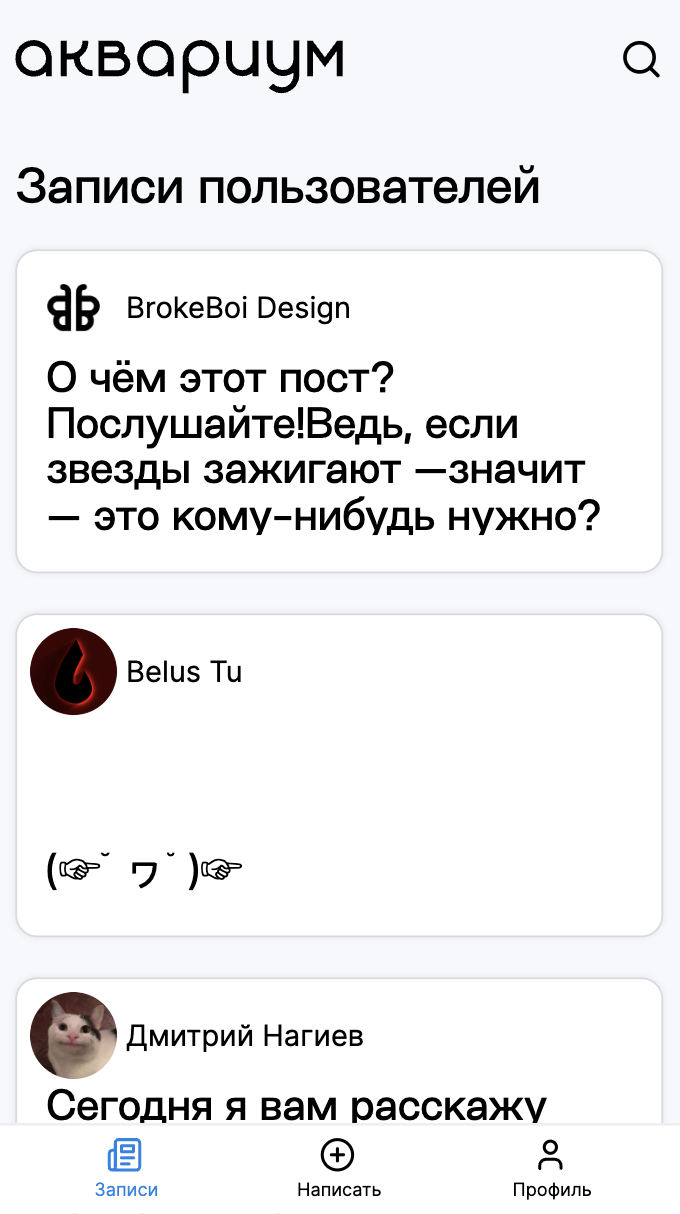 аквариум
Записи пользователей
BrokeBoi Design
О чём этот пост?
Послушайте!Ведь, если
звезды зажигают —значит
— это кому-нибудь нужно?
Belus Tu
(☞˘ ヮ˘ )☞
Дмитрий Нагиев
Сегодня я вам расскажу
Записи
Написать
Профиль